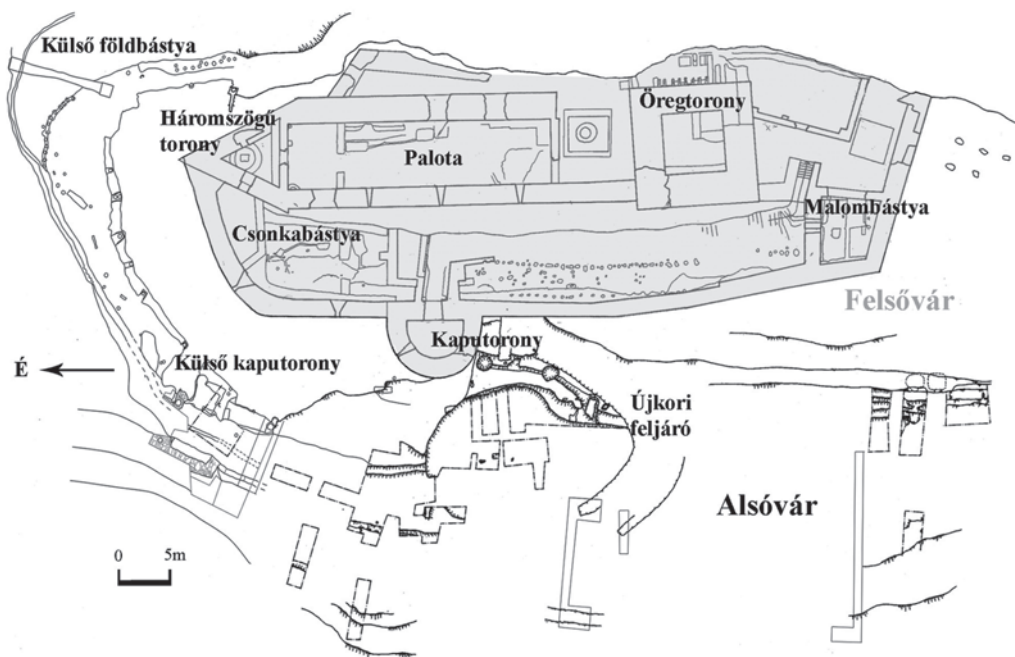 Külső földbástya
Háromszögű
torony
Öregtorony
Palota
Malombástya
Csonkabástya
Felsővár
Kaputorony
Külső kaputorony
É
Újkori
feljáró
Alsóvár
0 5m